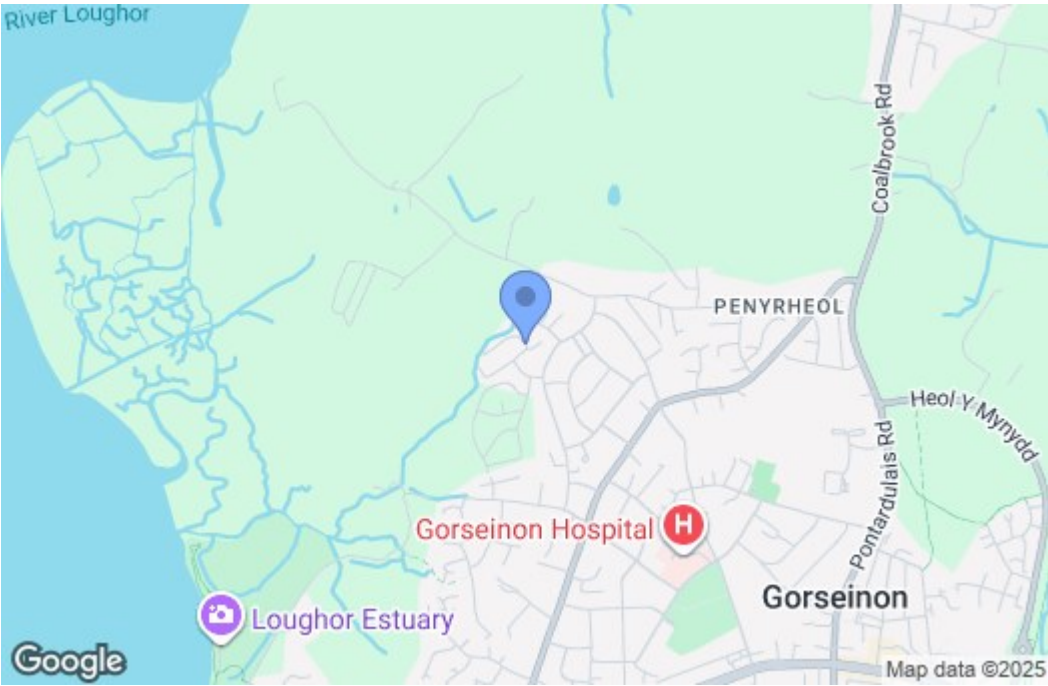 River Loughor
Coalbrook Rd
PENYRHEOL
Heol Y Mynydd
Pontardulais Rd
Gorseinon Hospital
H
Gorseinon
Loughor Estuary
Google
Map data ©2025